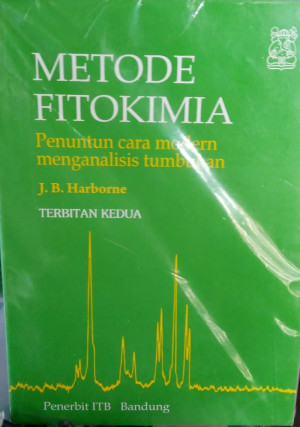 METODE
FITOKIMIA
Penuntun cara modern
menganalisis tumbuhan
J. B. Harborne
TERBITAN KEDUA
Penerbit ITB Bandung